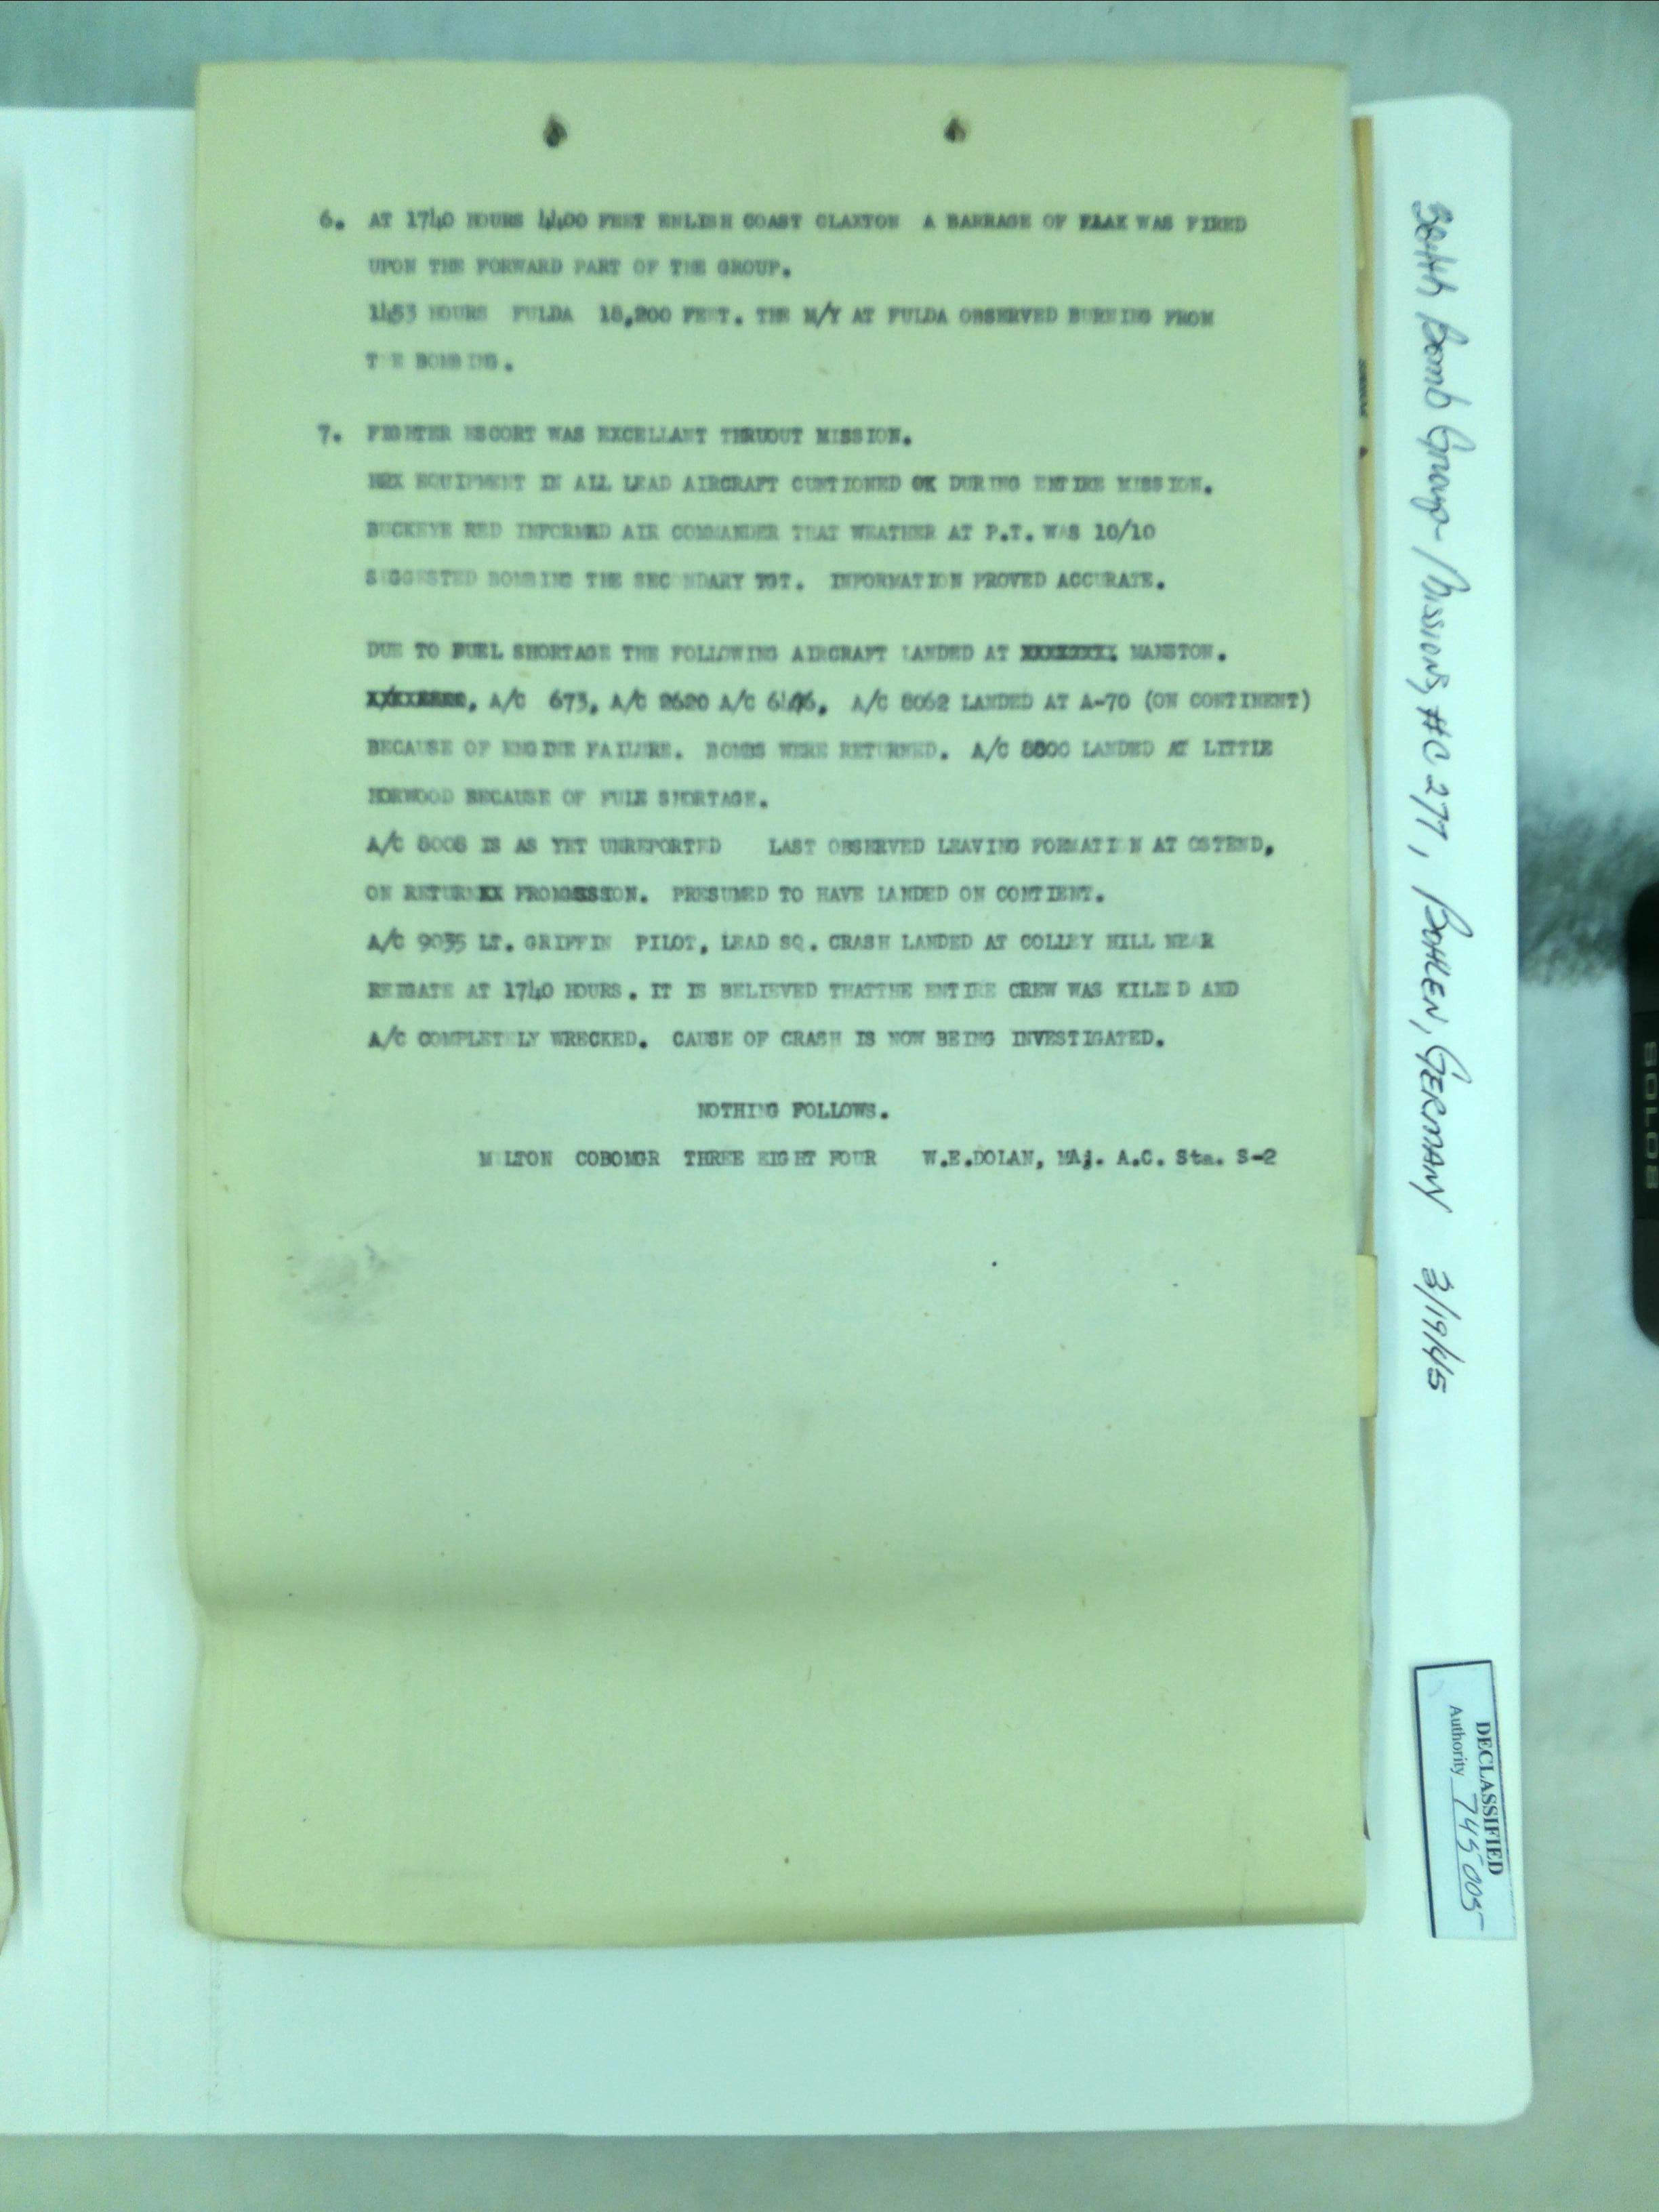 6. AT 1740 HOURS 4400 FEET ENLISH COAST CLAXTON A BARRAGE OF FLAK WAS FIRED
UPON THE FORWARD PART OF THE GROUP.
1453 HOURS FULDA 18,200 FEET. THE M/Y AT FULDA OBSERVED BURNING FROM
THE BOMBING.
7. FIGHTER ESCORT WAS EXCELLANT THRUOUT MISSION.
H2X EQUIPMENT IN ALL LEAD AIRCRAFT CUNTIONED OK DURING ENTIRE MISSION.
BUCKEYE RED INFORMED AIR COMMANDER THAT WEATHER AT P.T. WAS 10/10
SUGGESTED BOMBING THE SECONDARY TGT. INFORMATION PROVED ACCURATE.
DUE TO FUEL SHORTAGE THE FOLLOWING AIRCRAFT LANDED AT XXXXXXXX MANSTON.
A/C 673, A/C 2620 A/C A/C 8062 LANDED AT A-70 (ON CONTINENT)
BECAUSE OF ENGINE FAILURE. BOMBS WERE RETURNED. A/C LANDED AT LITTLE
HORWOOD BECAUSE OF FULE SHORTAGE.
A/C 8008 IS AS YET UNREPORTED LAST OBSERVED LEAVING FORMATION AT OSTEND,
ON RETURNXX FROMMSSION. PRESUMED TO HAVE LANDED ON CONTIENT.
A/C 9035 LT. GRIFFIN PILOT, LEAD SQ. CRASH LANDED AT COLLEY HILL NEAR
REIGATE AT 1740 HOURS. IT IS BELIEVED THATTHE ENTIRE CREW WAS KILED AND
A/C COMPLETELY WRECKED. CAUSE OF CRASH IS NOW BEING INVESTIGATED.
NOTHING FOLLOWS.
MILTON COBOMGR THREE EIGHT FOUR W.E.DOLAN, MAj. A.C. Sta. S-2
384th Bomb Group - Missions, #C 277, BOHLEN, GERMANY 3/19/45
DECLASSIFIED
Authority 745005
SOLO8